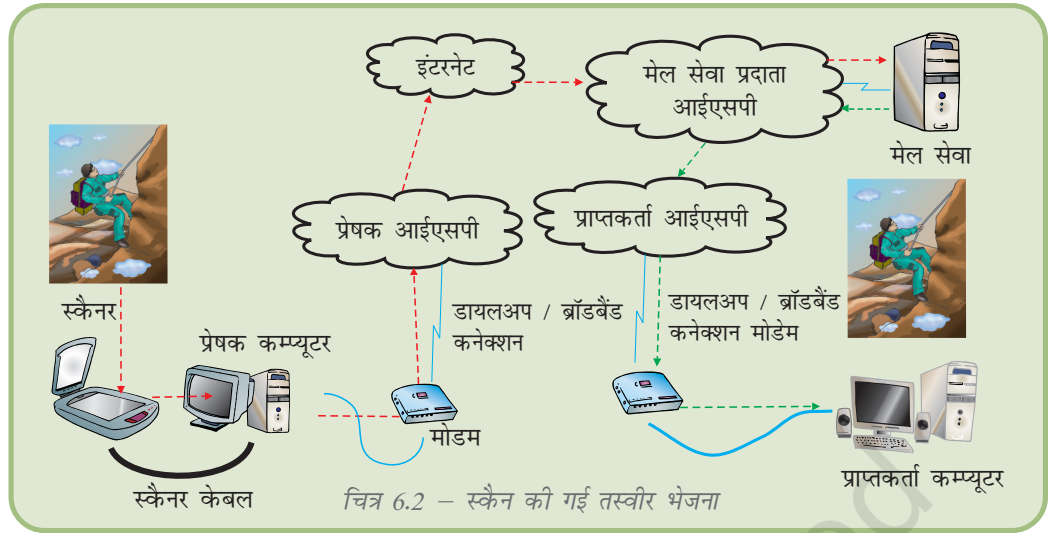 इंटरनेट
मेल सेवा प्रदाता
आईएसपी
मेल सेवा
प्रेषक आईएसपी
प्राप्तकर्ता आईएसपी
स्कैनर
प्रेषक कम्प्यूटर
डायलअप / ब्रॉडबैंड
कनेक्शन
डायलअप / ब्रॉडबैंड
कनेक्शन मोडेम
मोडम
स्कैनर केबल
प्राप्तकर्ता कम्प्यूटर
चित्र 6.2 – स्कैन की गई तस्वीर भेजना